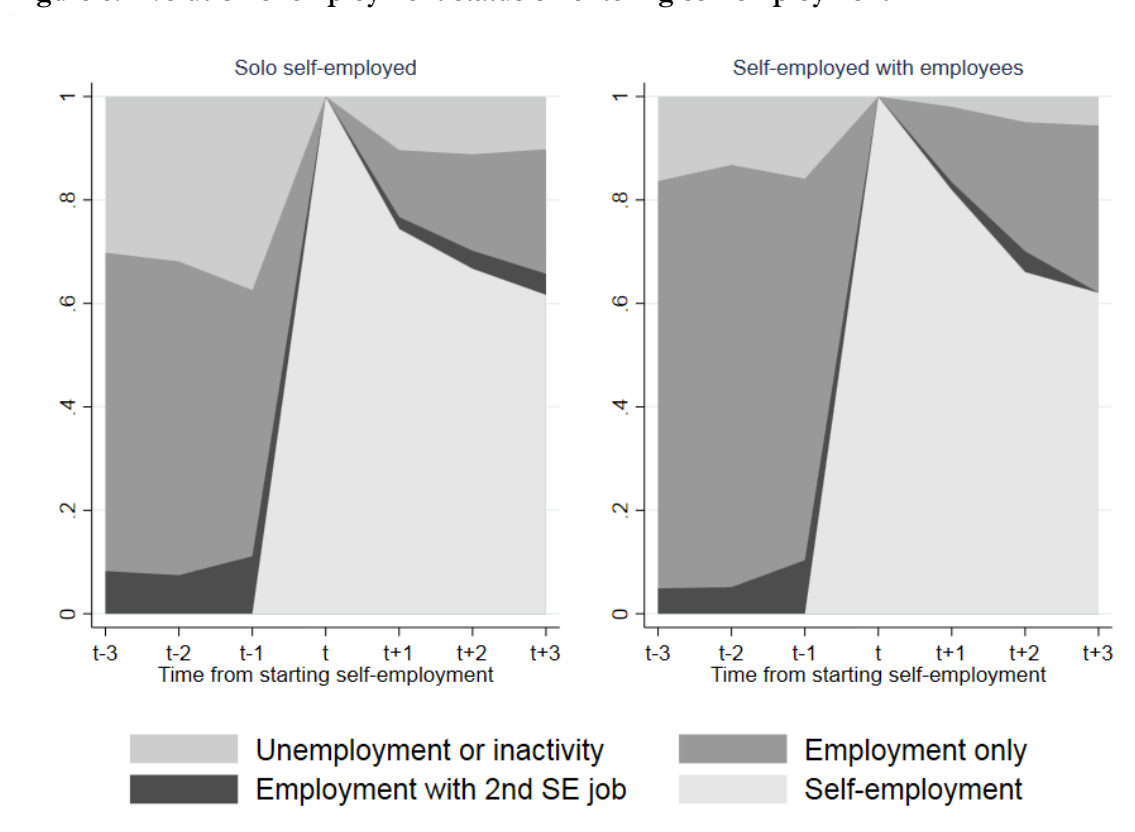 Solo self-employed
Self-employed with employees
1
.8
.6
.4
.2
0
t-3 t-2 t-1 t t+1 t+2 t+3
Time from starting self-employment
1
.8
.6
.4
.2
0
t-3 t-2 t-1 t t+1 t+2 t+3
Time from starting self-employment
Unemployment or inactivity
Employment only
Employment with 2nd SE job
Self-employment